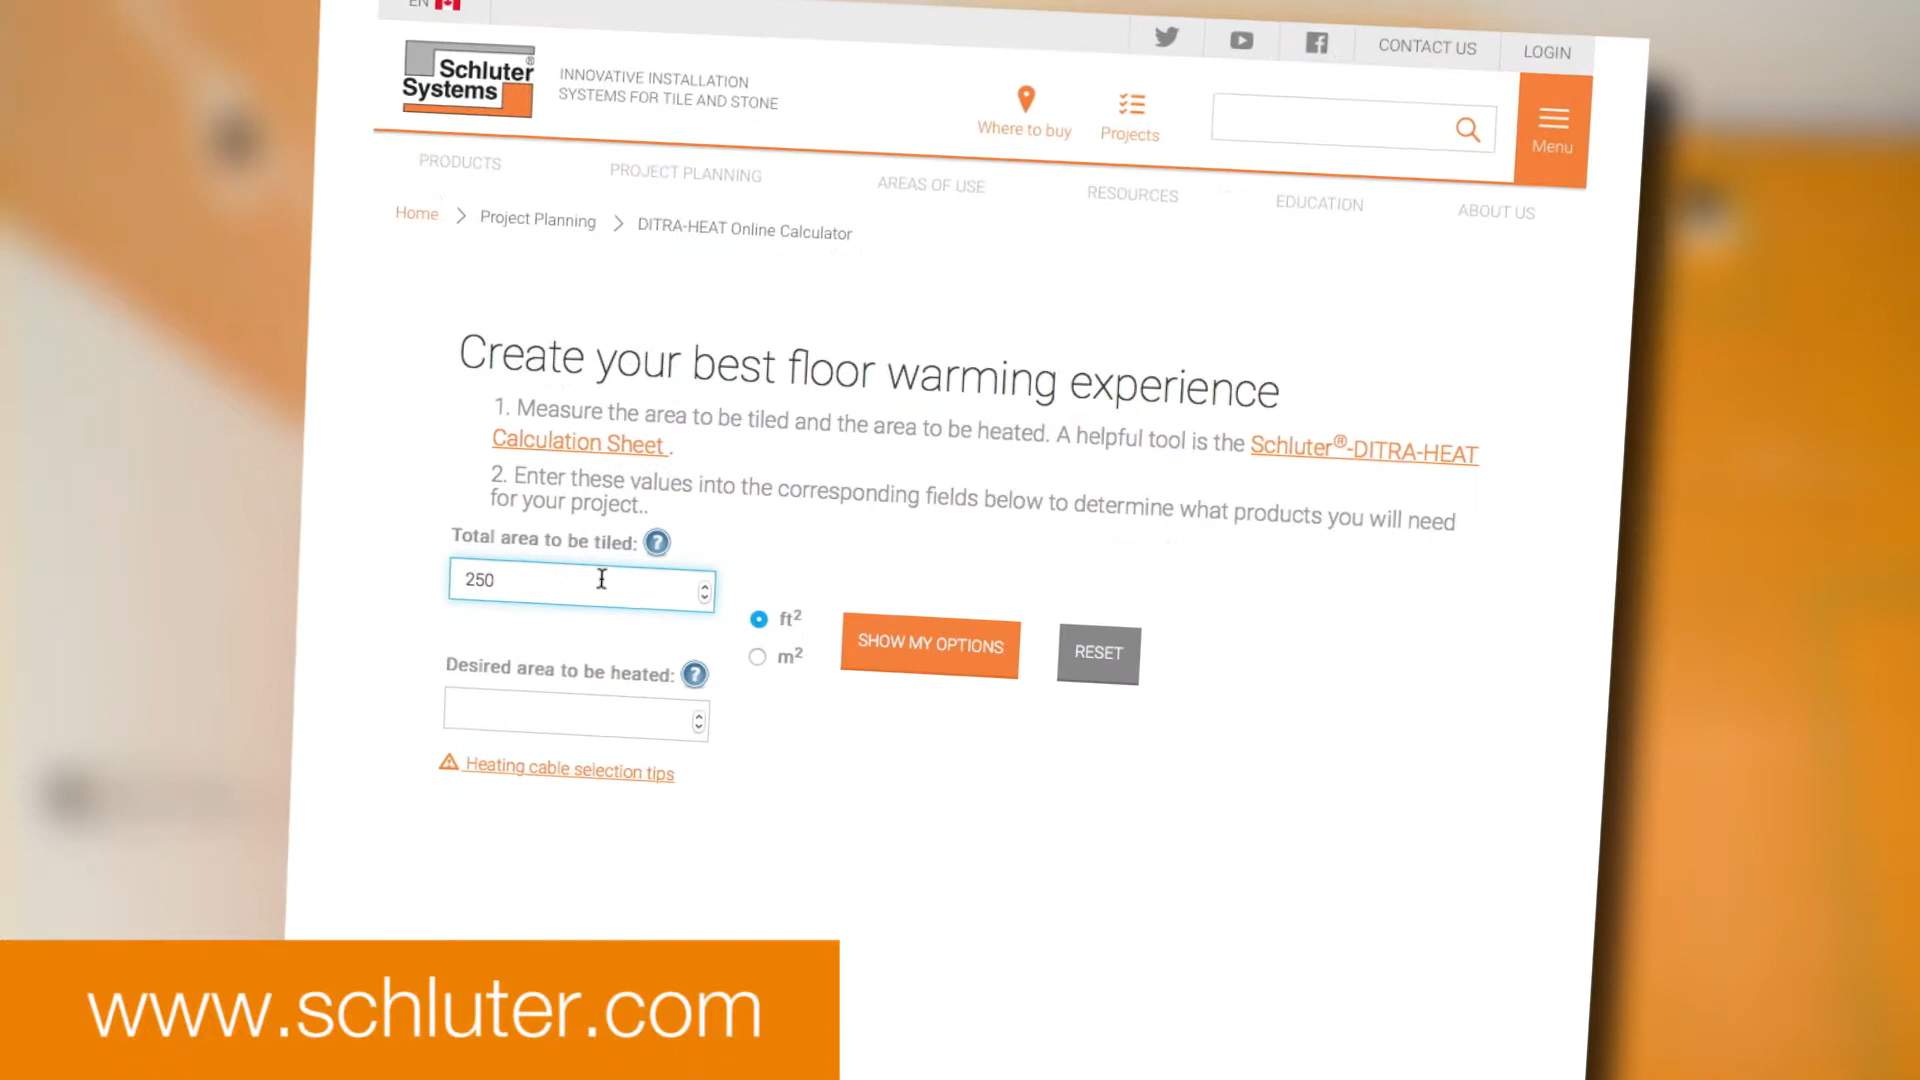 EN
CONTACT US
LOGIN
Schluter®
Systems
INNOVATIVE INSTALLATION
SYSTEMS FOR TILE AND STONE
Where to buy
Projects
Menu
PRODUCTS
PROJECT PLANNING
AREAS OF USE
RESOURCES
EDUCATION
ABOUT US
Home > Project Planning > DITRA-HEAT Online Calculator
Create your best floor warming experience
1. Measure the area to be tiled and the area to be heated. A helpful tool is the Schluter®-DITRA-HEAT
Calculation Sheet .
2. Enter these values into the corresponding fields below to determine what products you will need
for your project..
Total area to be tiled: ?
250
ft²
m²
SHOW MY OPTIONS
RESET
Desired area to be heated: ?
Heating cable selection tips
www.schluter.com